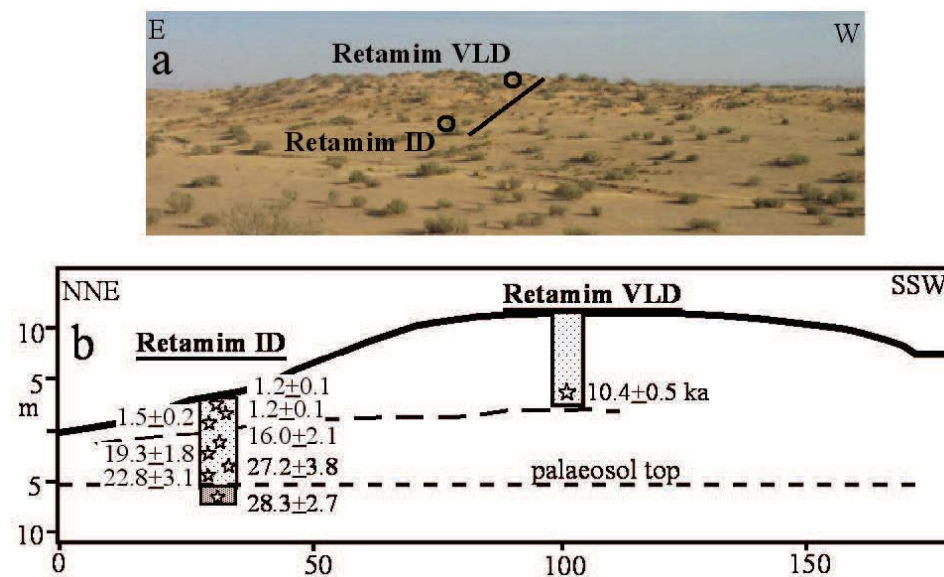 E
W
a
Retamim VLD
Retamim ID
NNE
SSW
b
Retamim VLD
Retamim ID
10
5
m
5
10
1.2±0.1
1.5±0.2
1.2±0.1
16.0±2.1
19.3±1.8
27.2±3.8
22.8±3.1
28.3±2.7
10.4±0.5 ka
palaeosol top
0
50
100
150